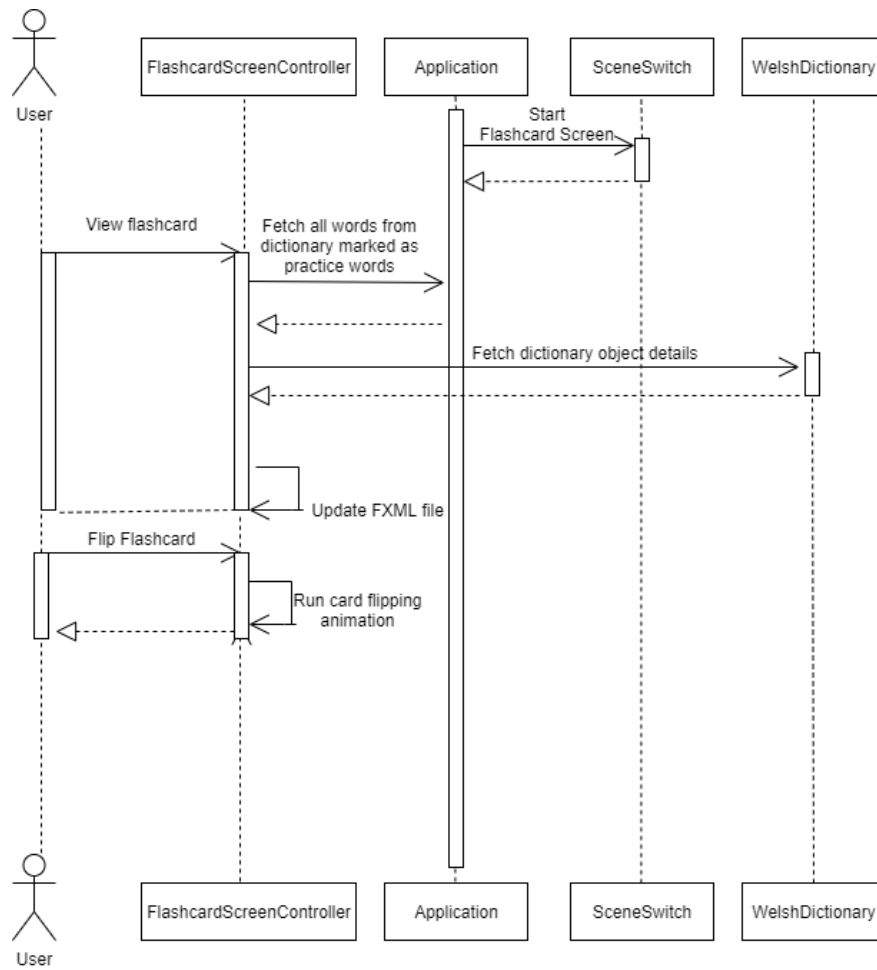 User
FlashcardScreenController
Application
SceneSwitch
WelshDictionary
Start
Flashcard Screen
View flashcard
Fetch all words from
dictionary marked as
practice words
Fetch dictionary object details
Update FXML file
Flip Flashcard
Run card flipping
animation
FlashcardScreenController
Application
SceneSwitch
WelshDictionary
User